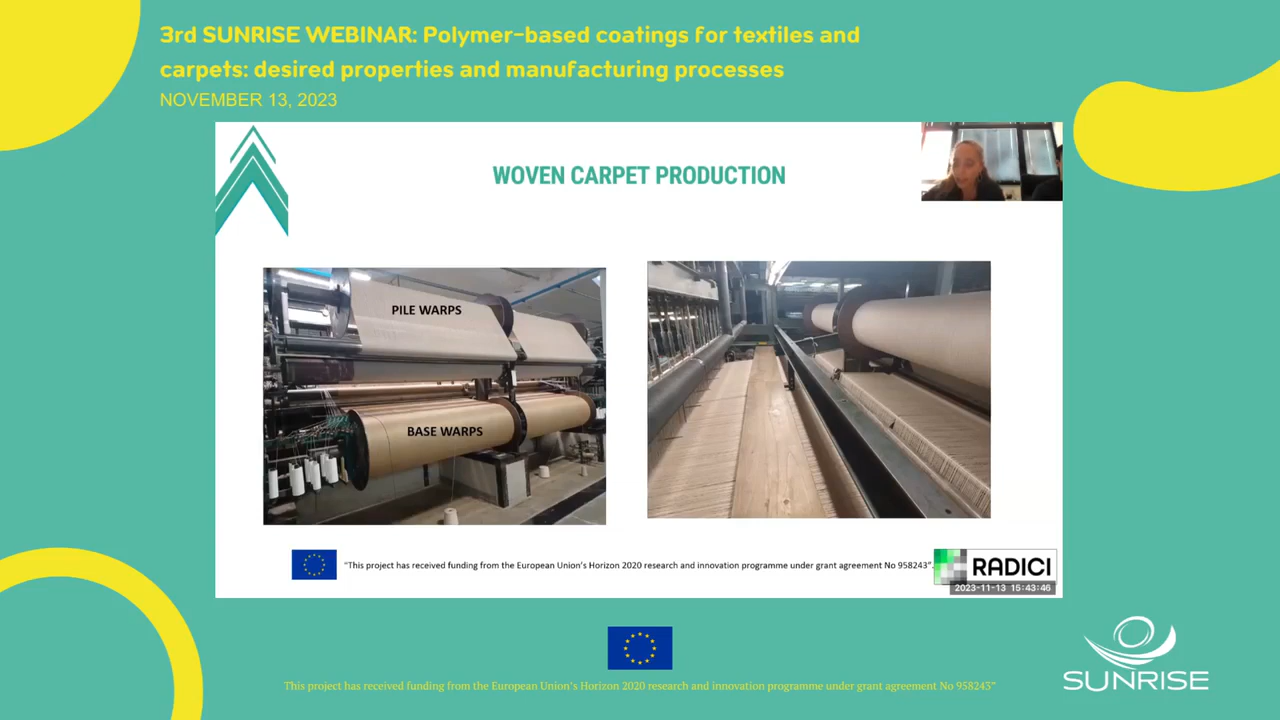 3rd SUNRISE WEBINAR: Polymer-based coatings for textiles and
carpets: desired properties and manufacturing processes
NOVEMBER 13, 2023
WOVEN CARPET PRODUCTION
PILE WARPS
BASE WARPS
"This project has received funding from the European Union's Horizon 2020 research and innovation programme under grant agreement No 958243".
RADICI
2023-11-13 15:43:46
This project has received funding from the European Union's Horizon 2020 research and innovation programme under grant agreement No 958243"
SUNRISE